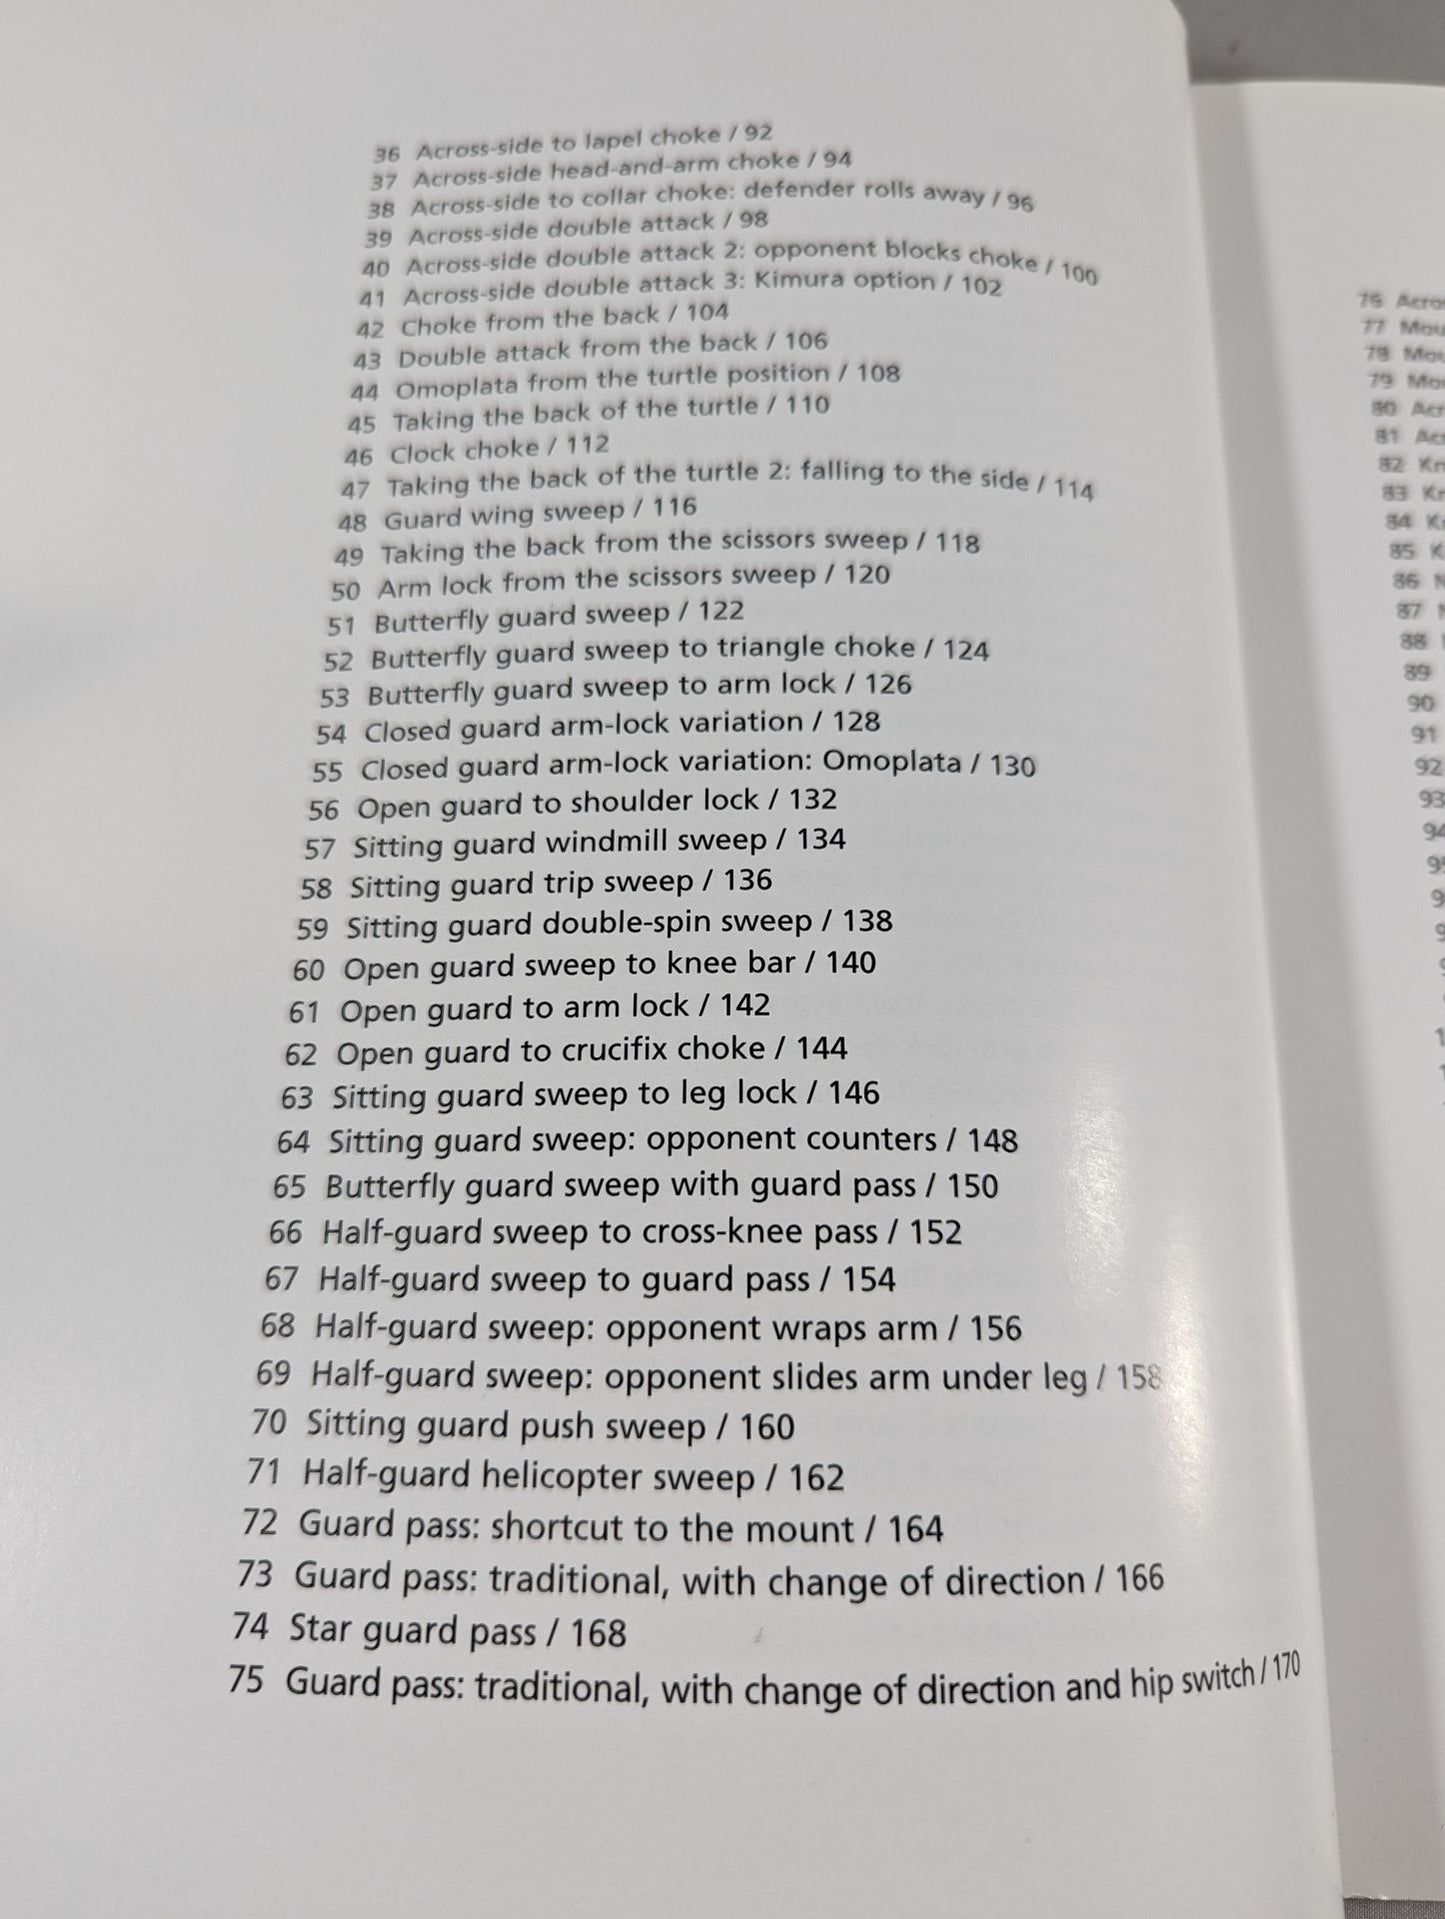 36 Across-side to lapel choke / 92
37 Across-side head-and-arm choke / 94
38 Across-side to collar choke: defender rolls away / 96
39 Across-side double attack / 98
40 Across-side double attack 2: opponent blocks choke / 100
41 Across-side double attack 3: Kimura option / 102
42 Choke from the back / 104
43 Double attack from the back / 106
44 Omoplata from the turtle position / 108
45 Taking the back of the turtle / 110
46 Clock choke / 112
47 Taking the back of the turtle 2: falling to the side / 114
48 Guard wing sweep / 116
49 Taking the back from the scissors sweep / 118
50 Arm lock from the scissors sweep / 120
51 Butterfly guard sweep / 122
52 Butterfly guard sweep to triangle choke / 124
53 Butterfly guard sweep to arm lock / 126
54 Closed guard arm-lock variation / 128
55 Closed guard arm-lock variation: Omoplata / 130
56 Open guard to shoulder lock / 132
57 Sitting guard windmill sweep / 134
58 Sitting guard trip sweep / 136
59 Sitting guard double-spin sweep / 138
60 Open guard sweep to knee bar / 140
61 Open guard to arm lock / 142
62 Open guard to crucifix choke / 144
63 Sitting guard sweep to leg lock / 146
64 Sitting guard sweep: opponent counters / 148
65 Butterfly guard sweep with guard pass / 150
66 Half-guard sweep to cross-knee pass / 152
67 Half-guard sweep to guard pass / 154
68 Half-guard sweep: opponent wraps arm / 156
69 Half-guard sweep: opponent slides arm under leg / 158
70 Sitting guard push sweep / 160
71 Half-guard helicopter sweep / 162
72 Guard pass: shortcut to the mount / 164
73 Guard pass: traditional, with change of direction / 166
74 Star guard pass / 168
75 Guard pass: traditional, with change of direction and hip switch / 170
76
77
78
79
80
81
82
83
84
85
86
87
88
89
90
91
92
93